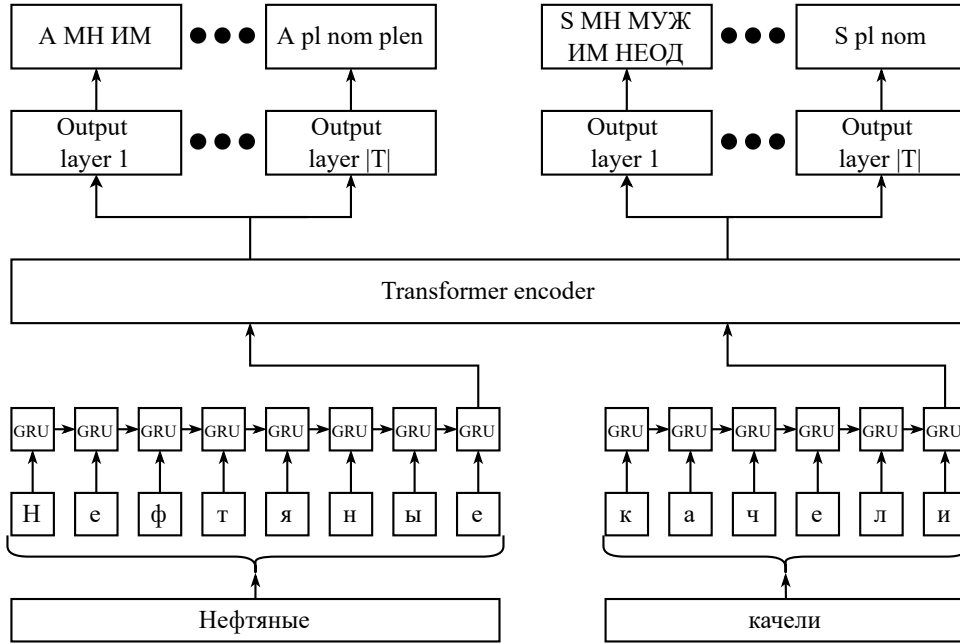 А МН ИМ
A pl nom plen
S МН МУЖ
ИМ НЕОД
S pl nom
Output
layer 1
Output
layer |T|
Output
layer 1
Output
layer |T|
Transformer encoder
GRU GRU GRU GRU GRU GRU GRU GRU
GRU GRU GRU GRU GRU GRU
Н е ф т я н ы е
к а ч е л и
Нефтяные
качели